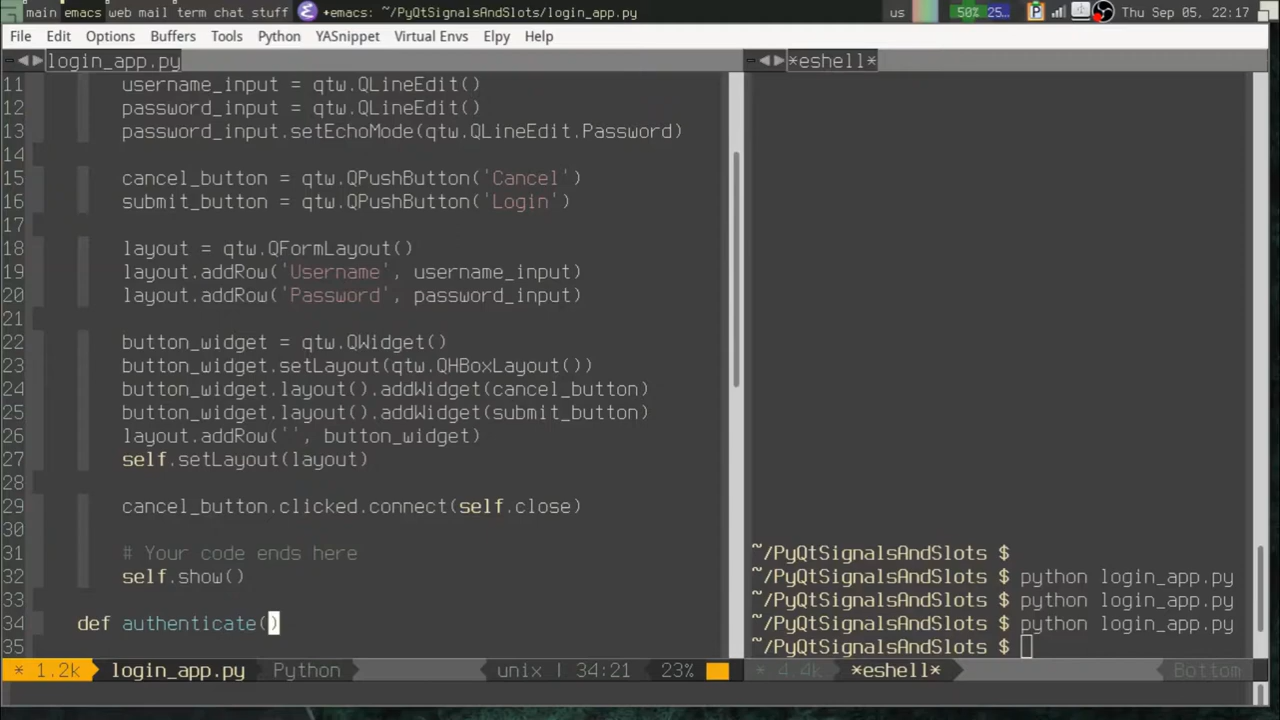 main emacs web mail term chat stuff +emacs: ~/PyQtSignalsAndSlots/login_app.py us 50% 25... Thu Sep 05, 22:17
File Edit Options Buffers Tools Python YASnippet Virtual Envs Elpy Help
login_app.py
*eshell*
11 username_input = qtw.QLineEdit()
12 password_input = qtw.QLineEdit()
13 password_input.setEchoMode(qtw.QLineEdit.Password)
14
15 cancel_button = qtw.QPushButton('Cancel')
16 submit_button = qtw.QPushButton('Login')
17
18 layout = qtw.QFormLayout()
19 layout.addRow('Username', username_input)
20 layout.addRow('Password', password_input)
21
22 button_widget = qtw.QWidget()
23 button_widget.setLayout(qtw.QHBoxLayout())
24 button_widget.layout().addWidget(cancel_button)
25 button_widget.layout().addWidget(submit_button)
26 layout.addRow('', button_widget)
27 self.setLayout(layout)
28
29 cancel_button.clicked.connect(self.close)
30
31 # Your code ends here
32 self.show()
33
34 def authenticate()
35
~/PyQtSignalsAndSlots $
~/PyQtSignalsAndSlots $ python login_app.py
~/PyQtSignalsAndSlots $ python login_app.py
~/PyQtSignalsAndSlots $ python login_app.py
~/PyQtSignalsAndSlots $
* 1.2k login_app.py Python unix | 34:21 23%
* 4.4k *eshell* Bottom